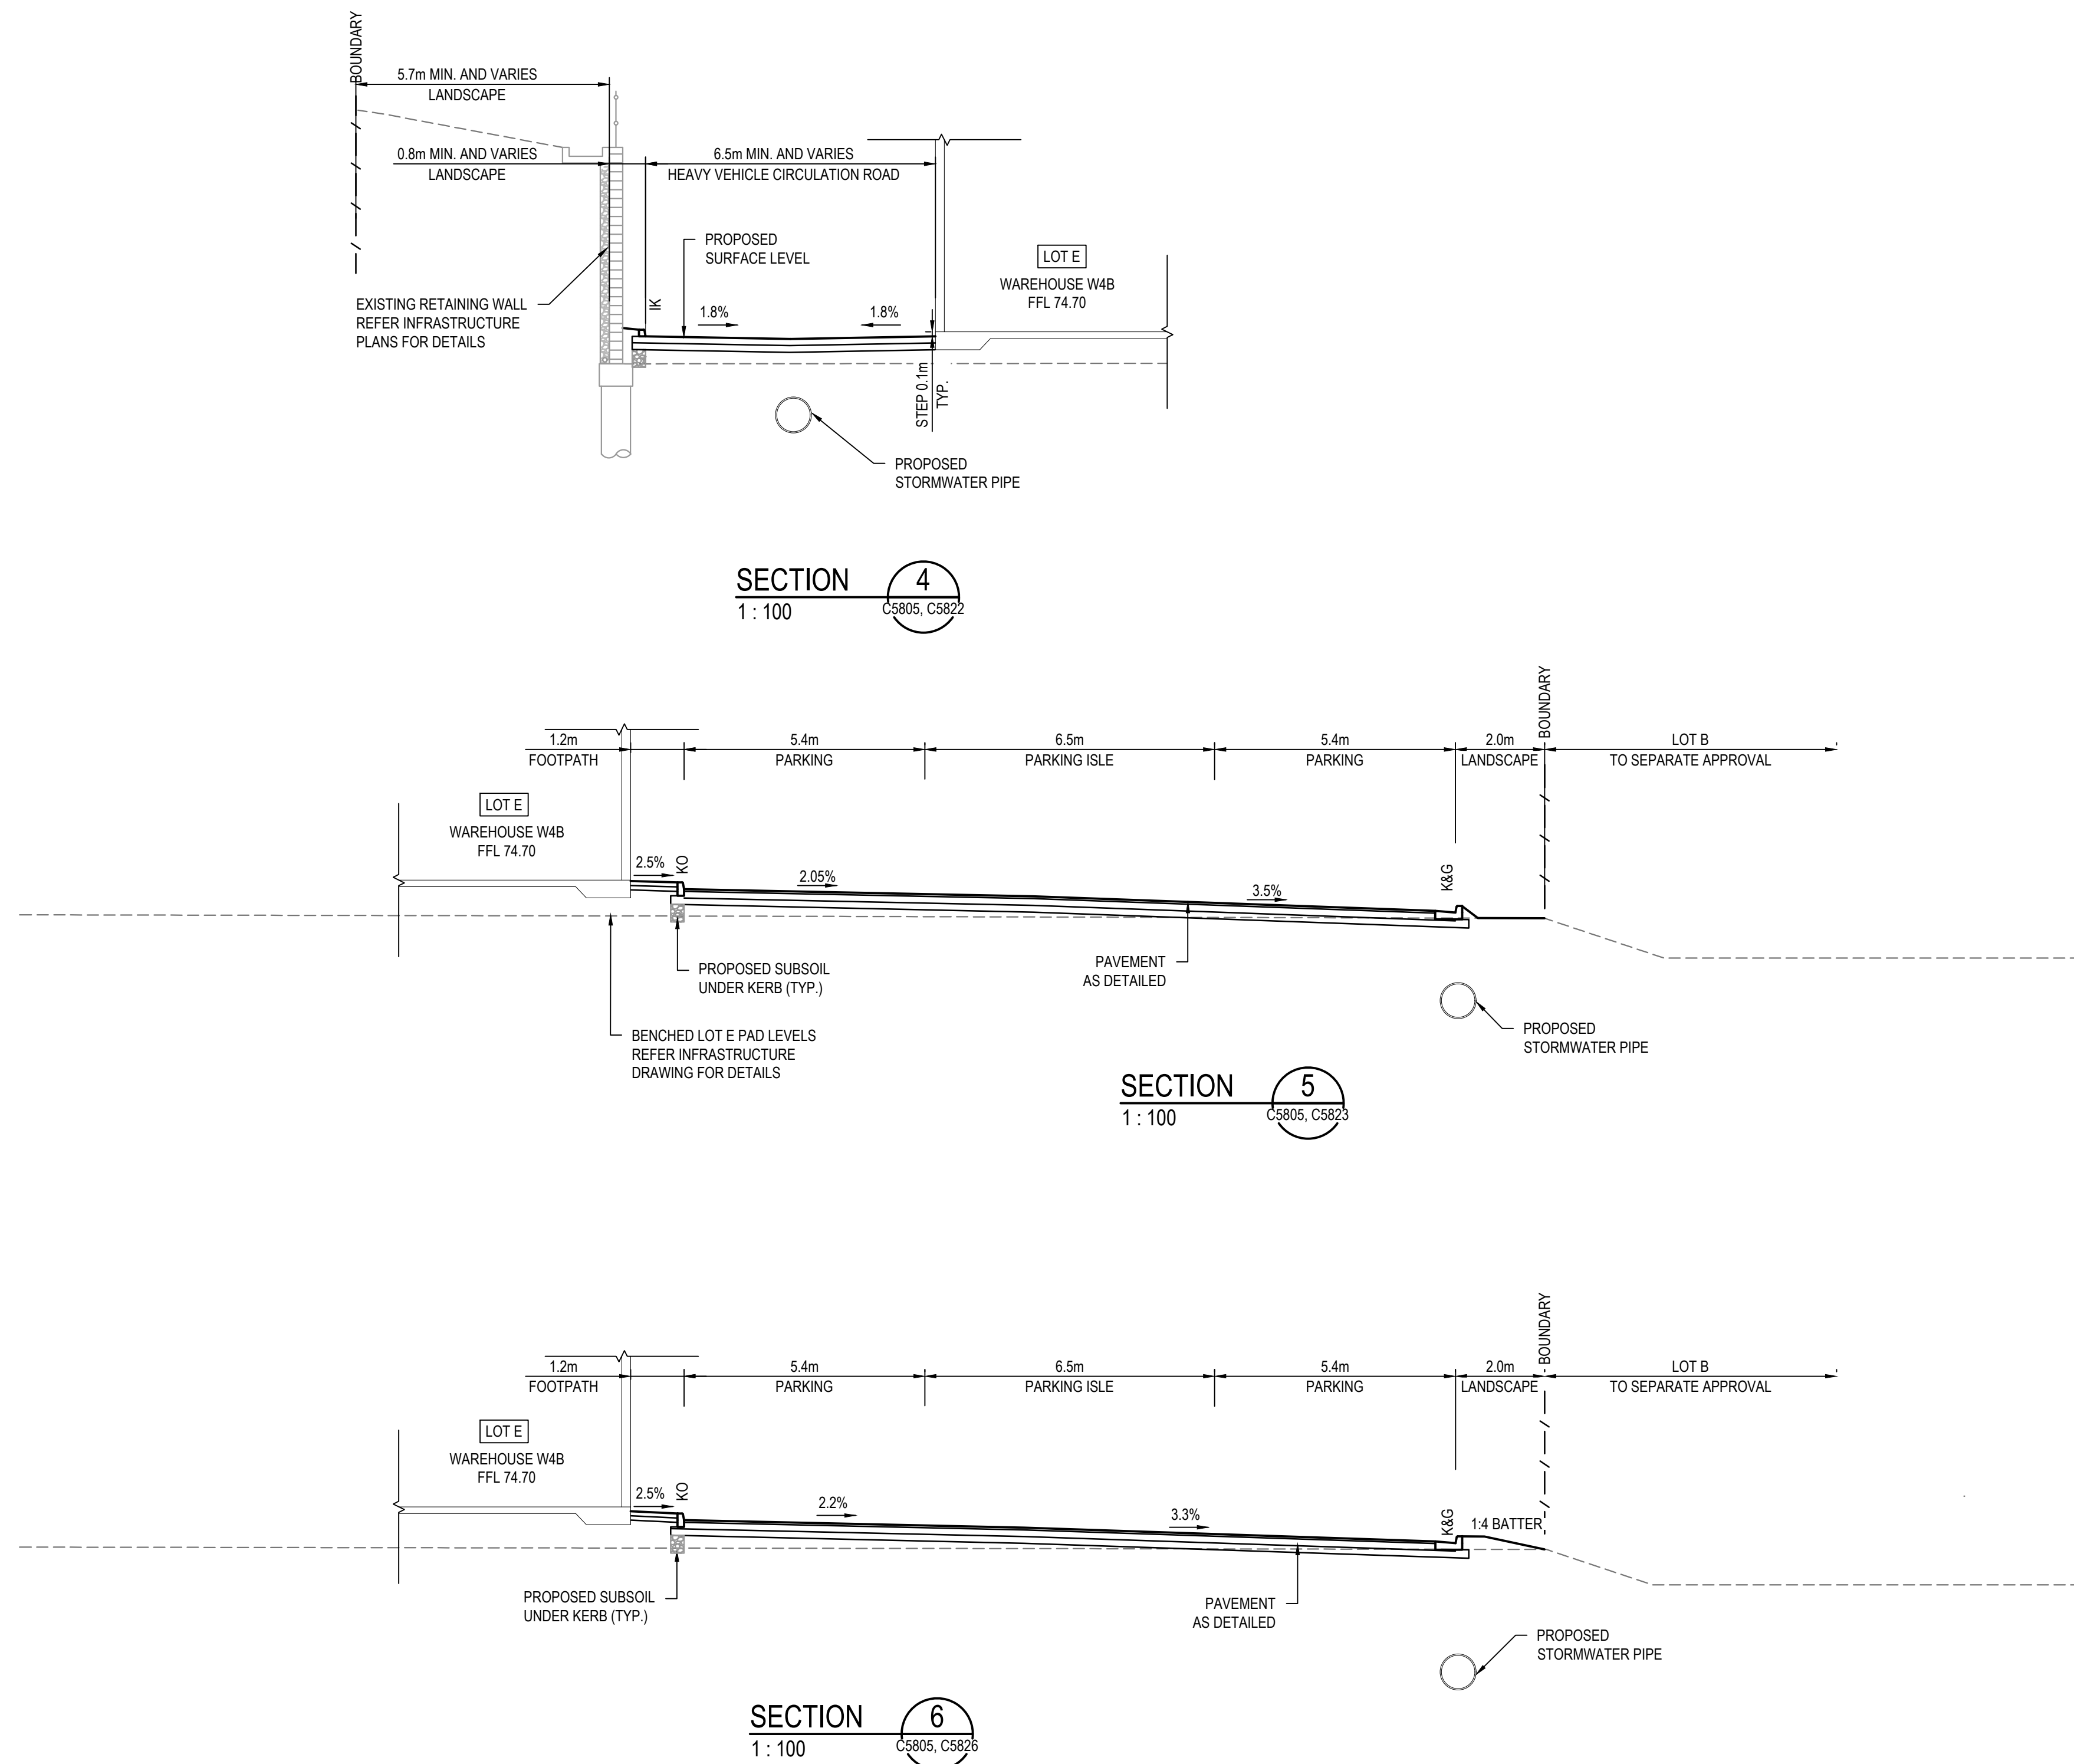 BOUNDARY
5.7m MIN. AND VARIES
LANDSCAPE
0.8m MIN. AND VARIES
LANDSCAPE
6.5m MIN. AND VARIES
HEAVY VEHICLE CIRCULATION ROAD
PROPOSED
SURFACE LEVEL
LOT E
WAREHOUSE W4B
FFL 74.70
EXISTING RETAINING WALL
REFER INFRASTRUCTURE
PLANS FOR DETAILS
IK
1.8%
1.8%
STEP 0.1m
TYP.
PROPOSED
STORMWATER PIPE
SECTION
4
1 : 100
C5805, C5822
BOUNDARY
1.2m
FOOTPATH
5.4m
PARKING
6.5m
PARKING ISLE
5.4m
PARKING
2.0m
LANDSCAPE
LOT B
TO SEPARATE APPROVAL
LOT E
WAREHOUSE W4B
FFL 74.70
2.5%
KO
2.05%
3.5%
K&G
PROPOSED SUBSOIL
UNDER KERB (TYP.)
PAVEMENT
AS DETAILED
BENCHED LOT E PAD LEVELS
REFER INFRASTRUCTURE
DRAWING FOR DETAILS
PROPOSED
STORMWATER PIPE
SECTION
5
1 : 100
C5805, C5823
BOUNDARY
1.2m
FOOTPATH
5.4m
PARKING
6.5m
PARKING ISLE
5.4m
PARKING
2.0m
LANDSCAPE
LOT B
TO SEPARATE APPROVAL
LOT E
WAREHOUSE W4B
FFL 74.70
2.5%
KO
2.2%
3.3%
K&G
1:4 BATTER
PROPOSED SUBSOIL
UNDER KERB (TYP.)
PAVEMENT
AS DETAILED
PROPOSED
STORMWATER PIPE
SECTION
6
1 : 100
C5805, C5826